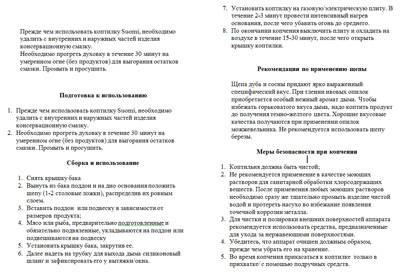 Прежде чем использовать коптилку Suomi, необходимо
удалить с внутренних и наружных частей изделия
консервационную смазку.
Необходимо прогреть духовку в течение 30 минут на
умеренном огне (без продуктов) для выгорания остатков
смазки. Промыть и просушить.
Подготовка к использованию
1. Прежде чем использовать коптилку Suomi, необходимо
удалить с внутренних и наружных частей изделия
консервационную смазку.
2. Необходимо прогреть духовку в течение 30 минут на
умеренном огне (без продуктов) для выгорания остатков
смазки. Промыть и просушить.
Сборка и использование
1. Снять крышку бака
2. Вынуть из бака поддон и на дно основания положить
щепу (1-2 столовые ложки), распределив их ровным
слоем.
3. Вставить поддон или подвеску в зависимости от
размеров продукта;
4. Мясо или рыба, предварительно подготовленные и
обязательно подвяленные, укладываются на поддон или
подвешивается на подвеску
5. Установить крышку бака, закрутив ее.
6. Далее надеть на трубку для выхода дыма силиконовый
шланг и зафиксировать его у вытяжки/окна.
7. Установить коптилку на газовую/электрическую плиту. В
течение 2-3 минут провести интенсивный нагрев
основания, после чего убавить огонь до среднего.
8. По окончании копчения выключить плиту и охладить на
воздухе в течение 15-30 минут, после чего открыть
крышку коптилки.
Рекомендации по применению щепы
Щепа дуба и сосны придают ярко выраженный
специфический вкус. При тлении ивовых опилок
приобретается особый нежный аромат дыма. Чтобы
избежать горьковатого вкуса дыма, надо коптить продукт
до получения темно-желтого цвета. Хорошие вкусовые
качества получаются при применении опилок
можжевельника. Не рекомендуется использовать щепу
березы.
Меры безопасности при копчении
1. Коптильня должна быть чистой;
2. Не рекомендуется применение в качестве моющих
растворов для санитарной обработки хлорсодержащих
веществ. После применения любых моющих растворов
необходимо сразу же тщательно промыть изделие чистой
водой и протереть насухо во избежание появления
точечной коррозии металла.
3. Для чистки и полировки внешних поверхностей аппарата
рекомендуется использовать средства, предназначенные
для ухода за нержавеющими поверхностями.
4. Убедитесь, что аппарат очищен должным образом,
прежде чем убрать его на хранение.
5. Во время копчения прикасаться к коптилке только в
прихватке/ с помощью подручных средств.